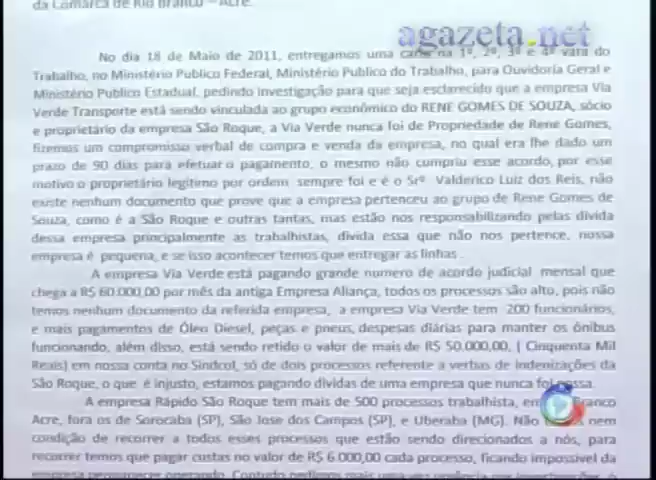 da Comarca de Rio Branco – Acre.
agazeta.net
No dia 18 de Maio de 2011, entregamos uma carta na 1ª, 2ª, 3ª e 4ª vara do
Trabalho, no Ministério Publico Federal, Ministério Publico do Trabalho, para Ouvidoria Geral e
Ministério Publico Estadual, pedindo investigação para que seja esclarecido que a empresa Via
Verde Transporte está sendo vinculada ao grupo econômico do RENE GOMES DE SOUZA, sócio
e proprietário da empresa São Roque, a Via Verde nunca foi de Propriedade de Rene Gomes,
fizemos um compromisso verbal de compra e venda da empresa, no qual era lhe dado um
prazo de 90 dias para efetuar o pagamento, o mesmo não cumpriu esse acordo, por esse
motivo o proprietário legitimo por ordem sempre foi e é o Srº Valderico Luiz dos Reis, não
existe nenhum documento que prove que a empresa pertenceu ao grupo de Rene Gomes de
Souza, como é a São Roque e outras tantas, mas estão nos responsabilizando pelas divida
dessa empresa principalmente as trabalhistas, divida essa que não nos pertence, nossa
empresa é pequena, e se isso acontecer temos que entregar as linhas .
A empresa Via Verde está pagando grande numero de acordo judicial mensal que
chega a R$ 60.000,00 por mês da antiga Empresa Aliança, todos os processos são alto, pois não
temos nenhum documento da referida empresa, a empresa Via Verde tem 200 funcionários,
e mais pagamentos de Óleo Diesel, peças e pneus, despesas diárias para manter os ônibus
funcionando, além disso, está sendo retido o valor de mais de R$ 50.000,00, ( Cinquenta Mil
Reais) em nossa conta no Sindcol, só de dois processos referente a verbas de indenizações da
São Roque, o que é injusto, estamos pagando dividas de uma empresa que nunca foi nossa.
A empresa Rápido São Roque tem mais de 500 processos trabalhista, em Branco
Acre, fora os de Sorocaba (SP), São Jose dos Campos (SP), e Uberaba (MG). Não nem
condição de recorrer a todos esses processos que estão sendo direcionados a nós, para
recorrer temos que pagar custas no valor de R$ 6.000,00 cada processo, ficando impossível da
empresa permanecer operando. Contudo pedimos mais uma vez